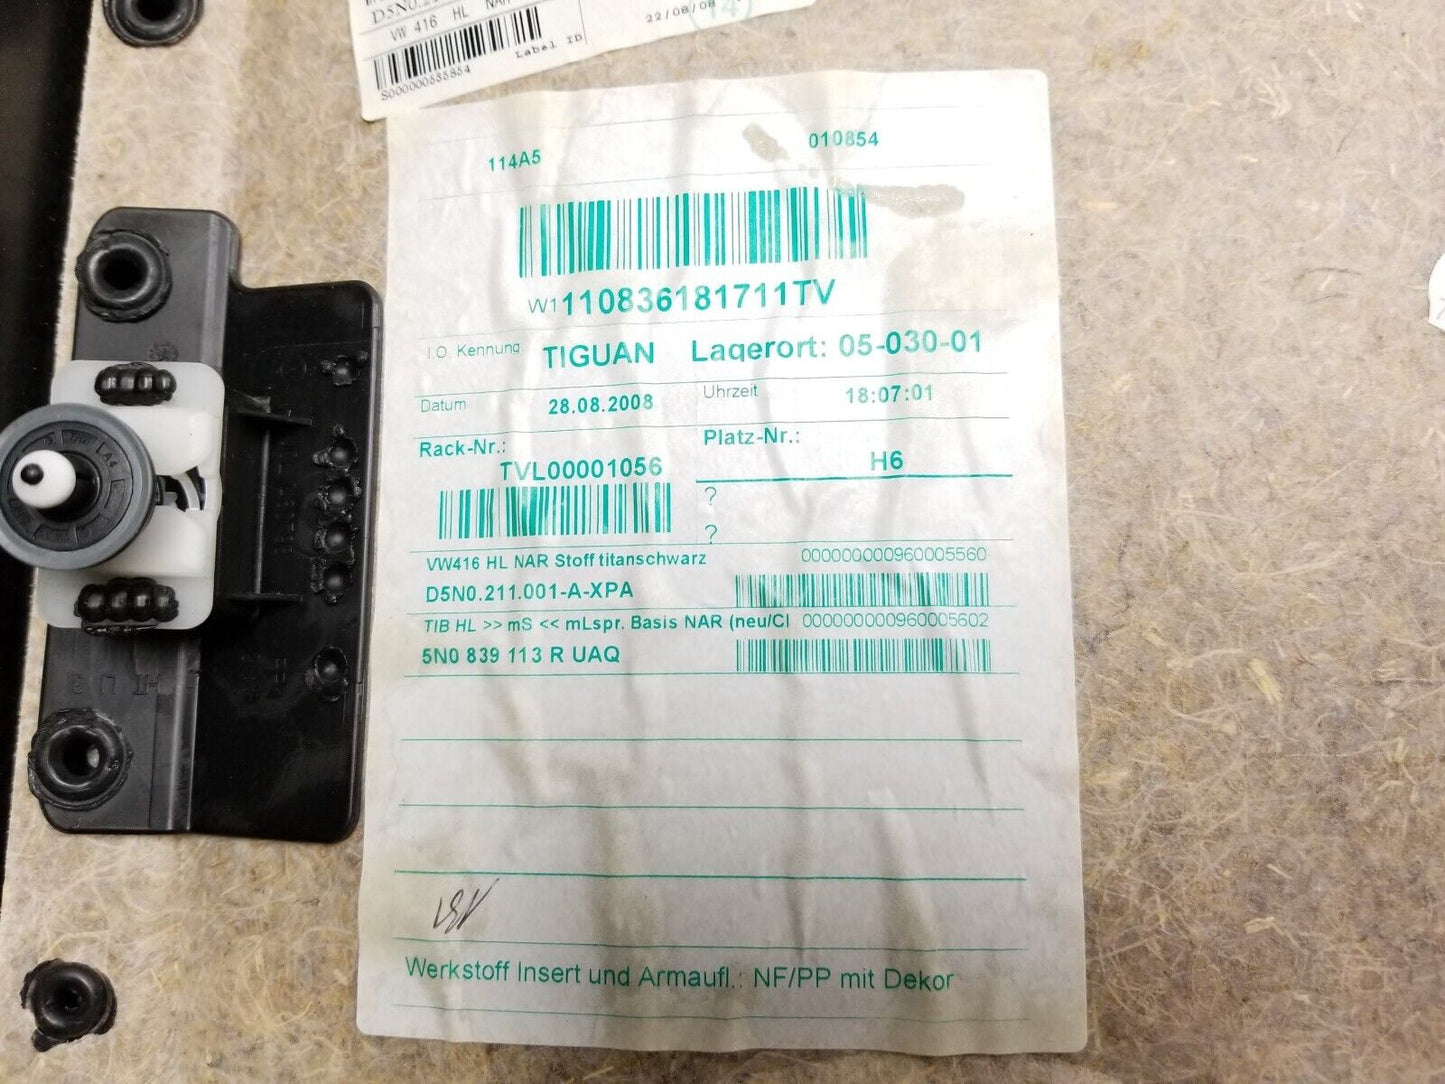 D5N0.21
VW 416 HL NAR
Label ID
S000000535854
22/08/08
(14)
114A5 010854
W1110836181711TV
I.O. Kennung TIGUAN Lagerort: 05-030-01
Datum 28.08.2008 Uhrzeit 18:07:01
Rack-Nr.: TVL00001056 Platz-Nr.: H6
?
?
VW416 HL NAR Stoff titanschwarz 000000000960005560
D5N0.211.001-A-XPA
TIB HL >> mS << mLspr. Basis NAR (neu/Cl 000000000960005602
5N0 839 113 R UAQ
Werkstoff Insert und Armaufl.: NF/PP mit Dekor